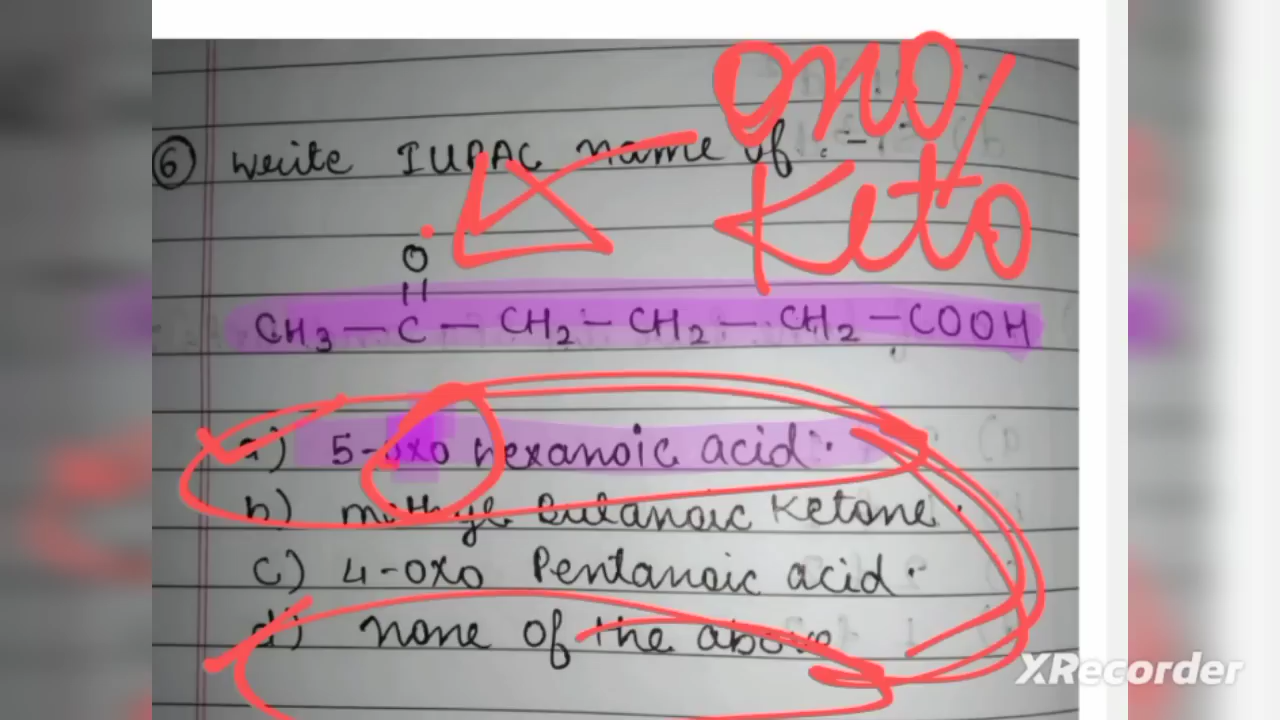 ono/
keto
⑥ Write IUPAC name of :-
O
||
CH₃ — C — CH₂ — CH₂ — CH₂ — COOH
a) 5-oxo hexanoic acid.
b) methyl butanoic ketone.
c) 4-oxo Pentanoic acid.
d) none of the above
XRecorder